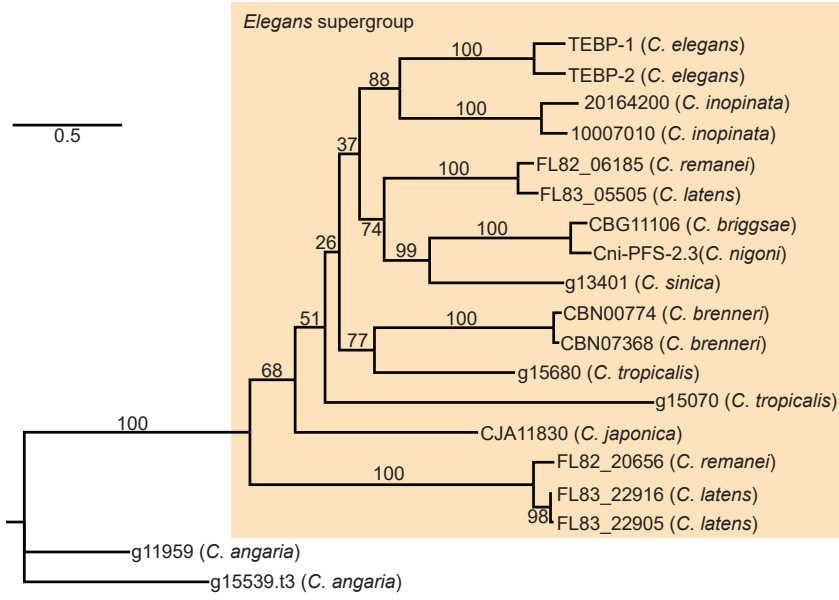 Elegans supergroup
100
TEBP-1 (C. elegans)
88
TEBP-2 (C. elegans)
100
20164200 (C. inopinata)
0.5
10007010 (C. inopinata)
37
100
FL82_06185 (C. remanei)
FL83_05505 (C. latens)
74
100
CBG11106 (C. briggsae)
26
99
Cni-PFS-2.3(C. nigoni)
g13401 (C. sinica)
51
100
CBN00774 (C. brenneri)
77
CBN07368 (C. brenneri)
68
g15680 (C. tropicalis)
g15070 (C. tropicalis)
100
CJA11830 (C. japonica)
100
FL82_20656 (C. remanei)
FL83_22916 (C. latens)
98
FL83_22905 (C. latens)
g11959 (C. angaria)
g15539.t3 (C. angaria)